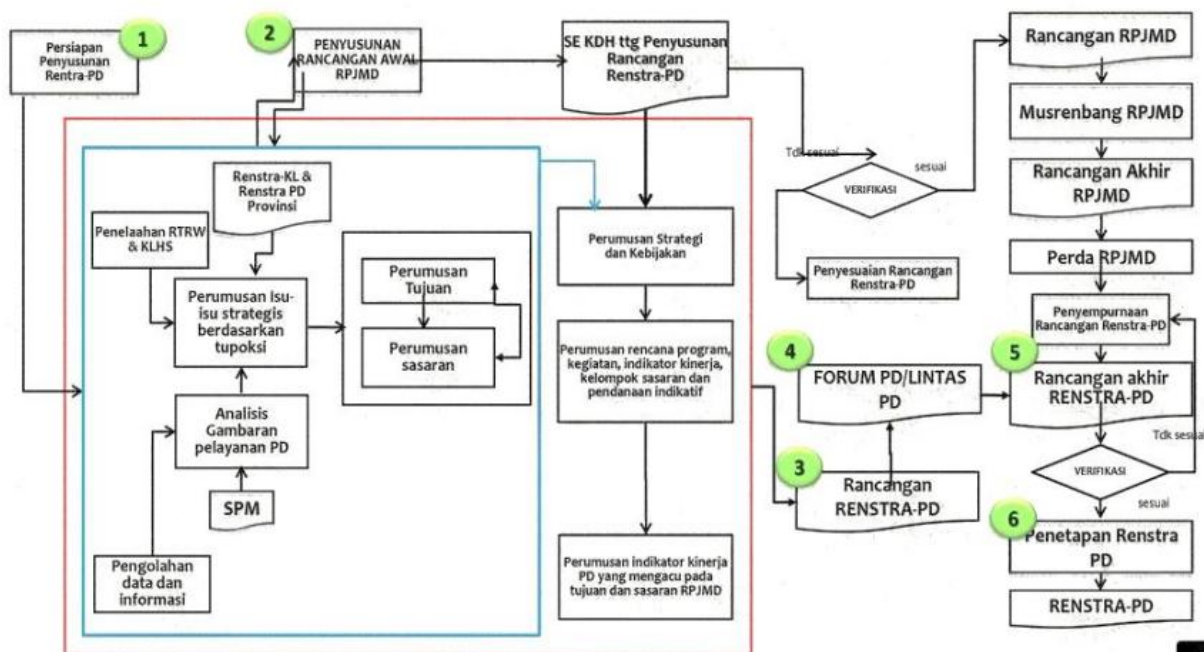 1
Persiapan
Penyusunan
Rentra-PD
2
PENYUSUNAN
RANCANGAN AWAL
RPJMD
SE KDH ttg Penyusunan
Rancangan
Renstra-PD
Rancangan RPJMD
Musrenbang RPJMD
Rancangan Akhir
RPJMD
Perda RPJMD
Tdk sesuai
sesuai
VERIFIKASI
Penyesuaian Rancangan
Renstra-PD
Renstra-KL &
Renstra PD
Provinsi
Penelaahan RTRW
& KLHS
Perumusan Isu-
isu strategis
berdasarkan
tupoksi
Perumusan
Tujuan
Perumusan
sasaran
Analisis
Gambaran
pelayanan PD
SPM
Pengolahan
data dan
informasi
Perumusan Strategi
dan Kebijakan
Perumusan rencana program,
kegiatan, indikator kinerja,
kelompok sasaran dan
pendanaan indikatif
Perumusan indikator kinerja
PD yang mengacu pada
tujuan dan sasaran RPJMD
3
Rancangan
RENSTRA-PD
4
FORUM PD/LINTAS
PD
Penyempurnaan
Rancangan Renstra-PD
5
Rancangan akhir
RENSTRA-PD
Tdk sesuai
VERIFIKASI
sesuai
6
Penetapan Renstra
PD
RENSTRA-PD